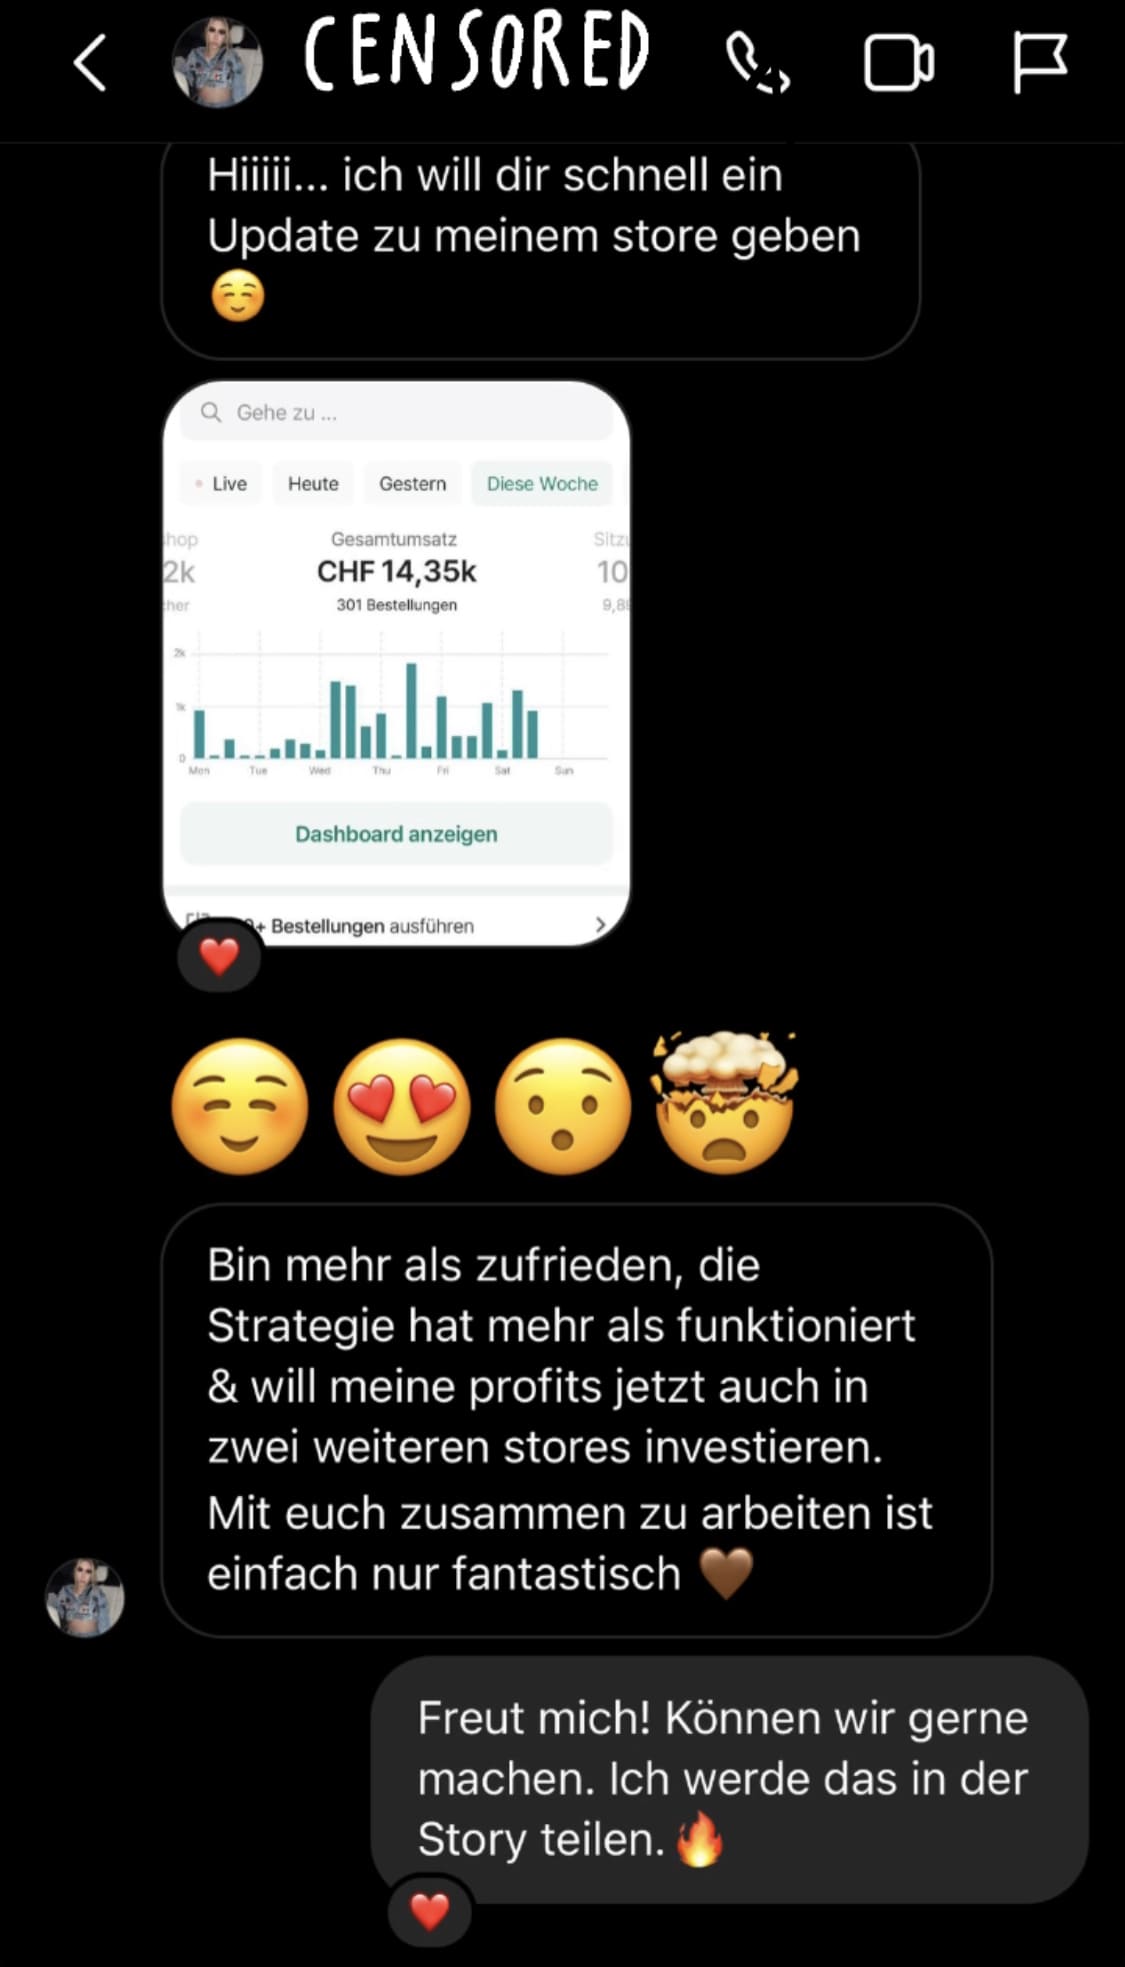 CENSORED
Hiiiii... ich will dir schnell ein
Update zu meinem store geben
☺️
Gehe zu ...
Live Heute Gestern Diese Woche
hop Gesamtumsatz Sitzu
2k CHF 14,35k 10
her 301 Bestellungen 9,8
2k
1k
0
Mon Tue Wed Thu Fri Sat Sun
Dashboard anzeigen
+ Bestellungen ausführen
❤️
☺️😍😯🤯
Bin mehr als zufrieden, die
Strategie hat mehr als funktioniert
& will meine profits jetzt auch in
zwei weiteren stores investieren.
Mit euch zusammen zu arbeiten ist
einfach nur fantastisch 🤎
Freut mich! Können wir gerne
machen. Ich werde das in der
Story teilen. 🔥
❤️